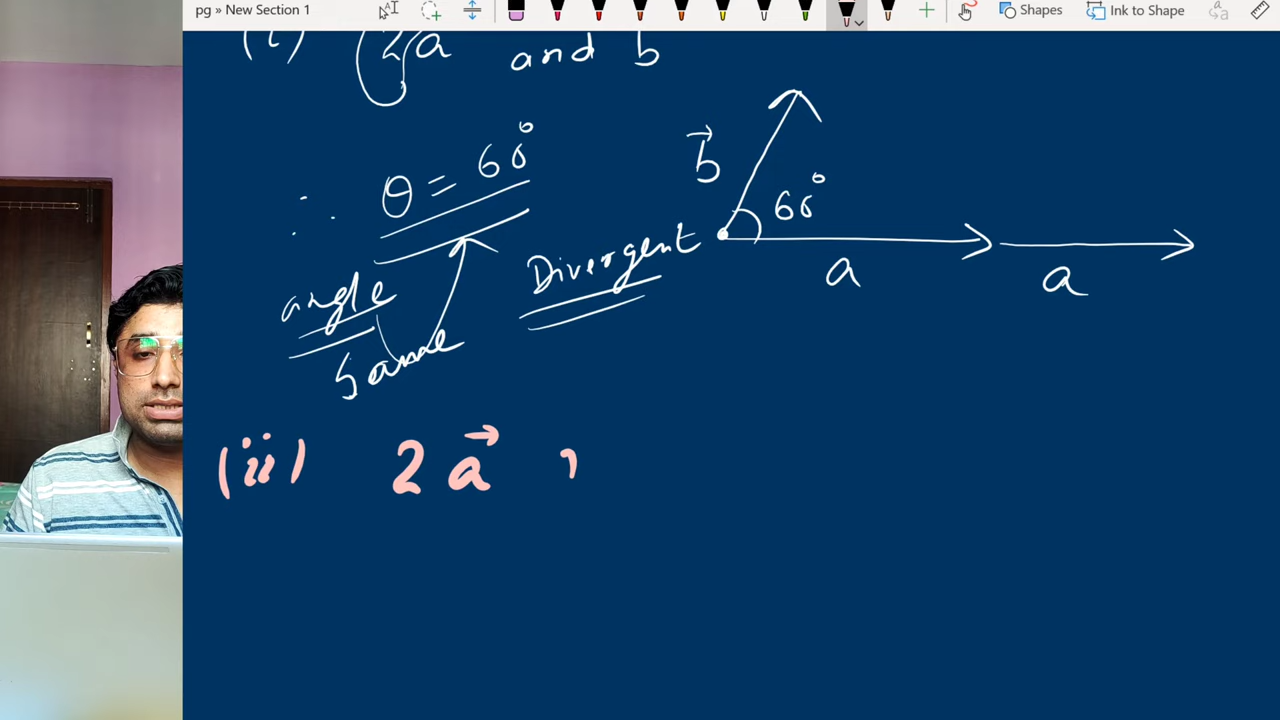 pg » New Section 1
Shapes
Ink to Shape
(i) 2a and b
∴ θ = 60°
angle
Same
Divergent
b⃗
60°
a
a
(ii) 2a⃗ ,